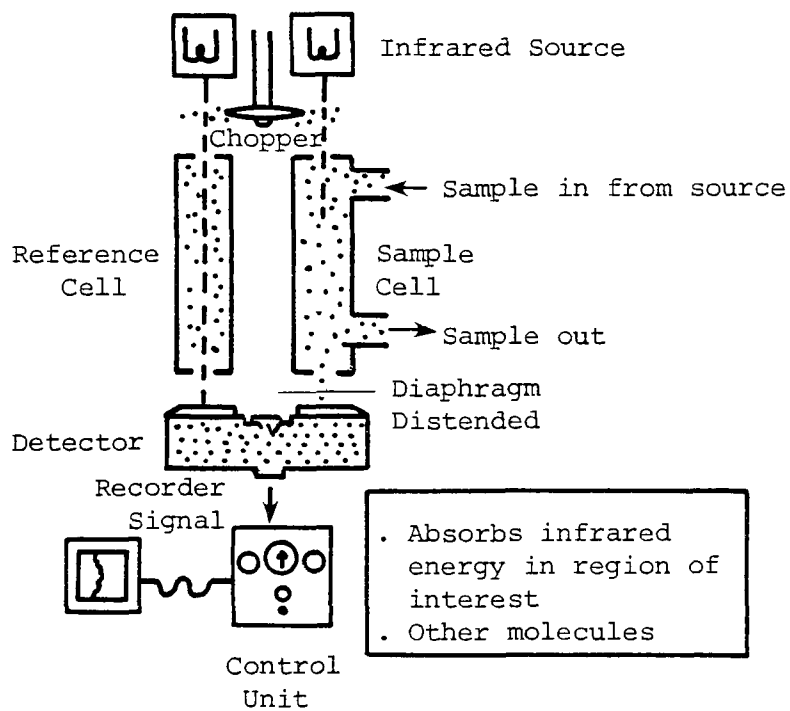 Infrared Source
Chopper
Sample in from source
Reference
Cell
Sample
Cell
Sample out
Diaphragm
Distended
Detector
Recorder
Signal
. Absorbs infrared
energy in region of
interest
. Other molecules
Control
Unit